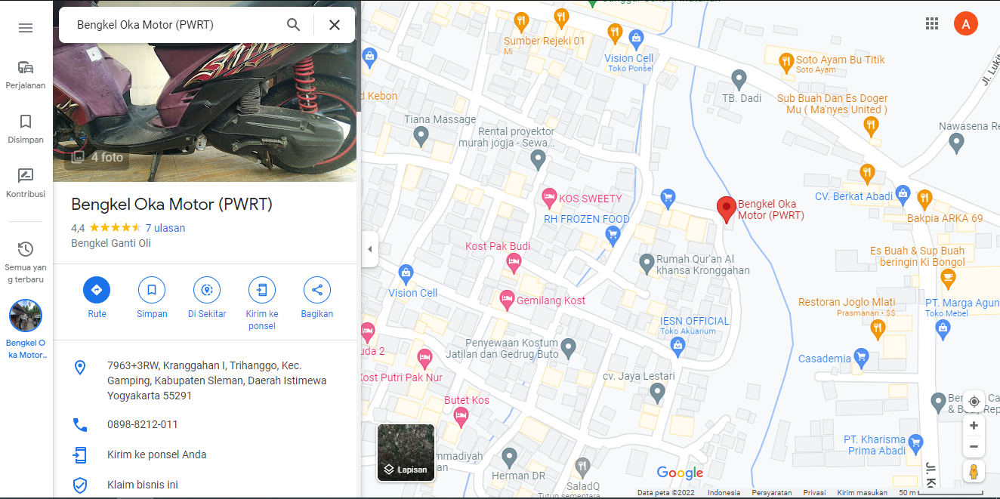 Bengkel Oka Motor (PWRT)
Perjalanan
Disimpan
Kontribusi
Semua yan
g terbaru
Bengkel O
ka Motor..
4 foto
Bengkel Oka Motor (PWRT)
4,4 7 ulasan
Bengkel Ganti Oli
Rute
Simpan
Di Sekitar
Kirim ke
ponsel
Bagikan
7963+3RW, Kranggahan I, Trihanggo, Kec.
Gamping, Kabupaten Sleman, Daerah Istimewa
Yogyakarta 55291
0898-8212-011
Kirim ke ponsel Anda
Klaim bisnis ini
A
Sumber Rejeki 01
Mi
Vision Cell
Toko Ponsel
Soto Ayam Bu Titik
Soto Ayam
TB. Dadi
Sub Buah Dan Es Doger
Mu ( Ma'nyes United )
Jl. Lukit
d Kebon
Tiana Massage
Rental proyektor
murah jogja - Sewa...
Nawasena Re
KOS SWEETY
CV. Berkat Abadi
Bengkel Oka
Motor (PWRT)
RH FROZEN FOOD
Bakpia ARKA 69
Kost Pak Budi
Rumah Qur'an Al
khansa Kronggahan
Es Buah & Sup Buah
beringin Ki Bongol
Vision Cell
Gemilang Kost
Restoran Joglo Mlati
Prasmanan • $$
PT. Marga Agun
Toko Mebel
IESN OFFICIAL
Toko Akuarium
uda 2
Penyewaan Kostum
Jatilan dan Gedrug Buto
Casademia
Kost Putri Pak Nur
cv. Jaya Lestari
Butet Kos
PT. Kharisma
Prima Abadi
mmadiyah
an
Lapisan
Herman DR
SaladQ
Tutup sementara
Google
Data peta ©2022 Indonesia Persyaratan Privasi Kirim masukan 50 m